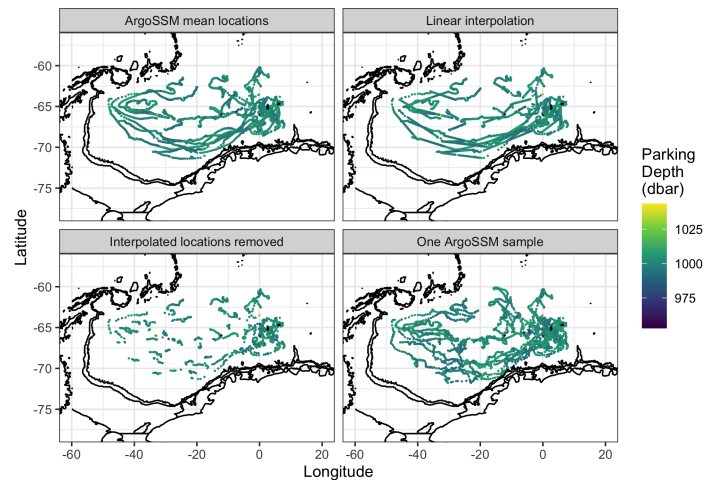 ArgoSSM mean locations
Linear interpolation
-60
-65
-70
-75
Interpolated locations removed
One ArgoSSM sample
-60
-65
-70
-75
-60
-40
-20
0
20
-60
-40
-20
0
20
Longitude
Latitude
Parking
Depth
(dbar)
1025
1000
975